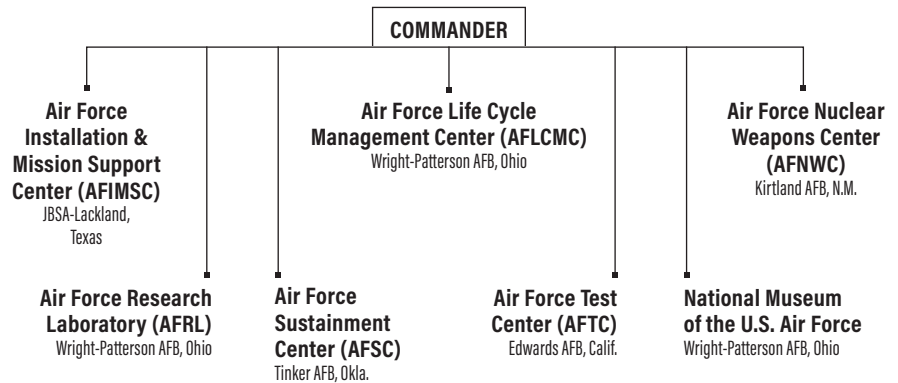 COMMANDER
Air Force
Installation &
Mission Support
Center (AFIMSC)
JBSA-Lackland,
Texas
Air Force Life Cycle
Management Center (AFLCMC)
Wright-Patterson AFB, Ohio
Air Force Nuclear
Weapons Center
(AFNWC)
Kirtland AFB, N.M.
Air Force Research
Laboratory (AFRL)
Wright-Patterson AFB, Ohio
Air Force
Sustainment
Center (AFSC)
Tinker AFB, Okla.
Air Force Test
Center (AFTC)
Edwards AFB, Calif.
National Museum
of the U.S. Air Force
Wright-Patterson AFB, Ohio